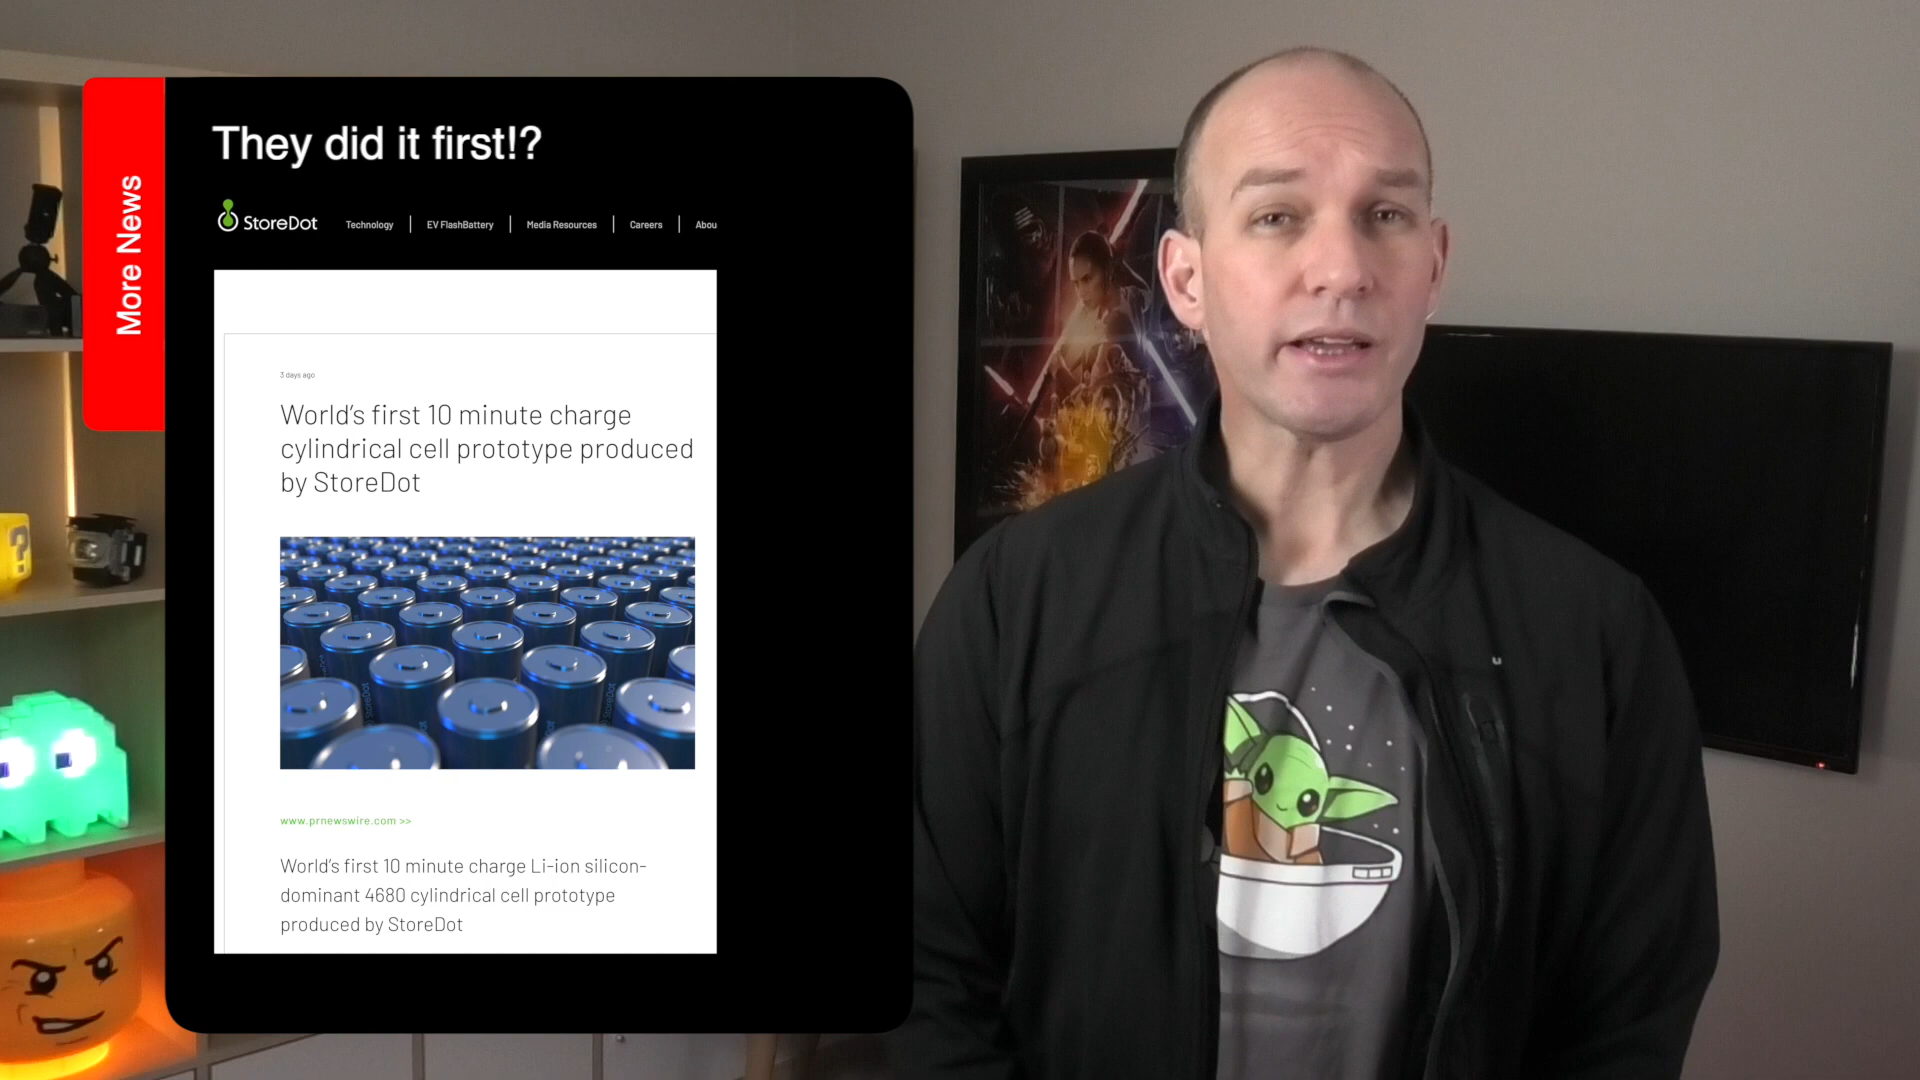 They did it first!?
More News
StoreDot
Technology | EV FlashBattery | Media Resources | Careers | Abou
3 days ago
World's first 10 minute charge
cylindrical cell prototype produced
by StoreDot
StoreDot
StoreDot
www.prnewswire.com >>
World's first 10 minute charge Li-ion silicon-
dominant 4680 cylindrical cell prototype
produced by StoreDot
?
u